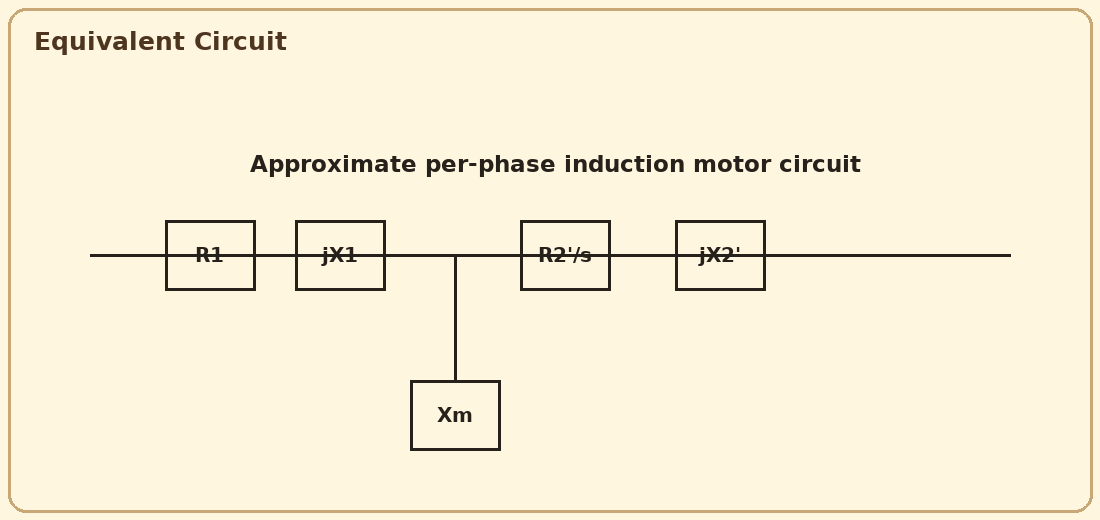 Equivalent Circuit
Approximate per-phase induction motor circuit
R1 jX1 R2'/s jX2'
Xm